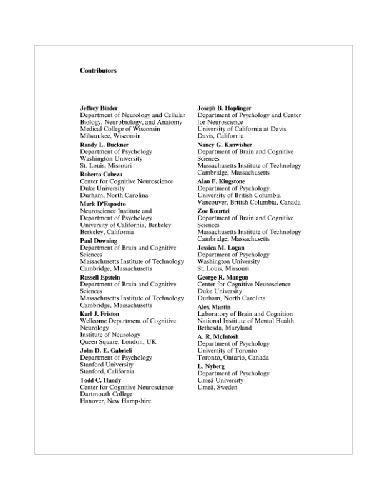 Contributors
Jeffrey Binder
Department of Neurology and Cellular
Biology, Neurobiology, and Anatomy
Medical College of Wisconsin
Milwaukee, Wisconsin
Randy L. Buckner
Department of Psychology
Washington University
St. Louis, Missouri
Roberto Cabeza
Center for Cognitive Neuroscience
Duke University
Durham, North Carolina
Mark D'Esposito
Neuroscience Institute and
Department of Psychology
University of California, Berkeley
Berkeley, California
Paul Downing
Department of Brain and Cognitive
Sciences
Massachusetts Institute of Technology
Cambridge, Massachusetts
Russell Epstein
Department of Brain and Cognitive
Sciences
Massachusetts Institute of Technology
Cambridge, Massachusetts
Karl J. Friston
Wellcome Department of Cognitive
Neurology
Institute of Neurology
Queen Square, London, UK
John D. E. Gabrieli
Department of Psychology
Stanford University
Stanford, California
Todd C. Handy
Center for Cognitive Neuroscience
Dartmouth College
Hanover, New Hampshire
Joseph B. Hopfinger
Department of Psychology and Center
for Neuroscience
University of California at Davis
Davis, California
Nancy G. Kanwisher
Department of Brain and Cognitive
Sciences
Massachusetts Institute of Technology
Cambridge, Massachusetts
Alan F. Kingstone
Department of Psychology
University of British Columbia
Vancouver, British Columbia, Canada
Zoe Kourtzi
Department of Brain and Cognitive
Sciences
Massachusetts Institute of Technology
Cambridge, Massachusetts
Jessica M. Logan
Department of Psychology
Washington University
St. Louis, Missouri
George R. Mangun
Center for Cognitive Neuroscience
Duke University
Durham, North Carolina
Alex Martin
Laboratory of Brain and Cognition
National Institute of Mental Health
Bethesda, Maryland
A. R. McIntosh
Department of Psychology
University of Toronto
Toronto, Ontario, Canada
L. Nyberg
Department of Psychology
Umeå University
Umeå, Sweden